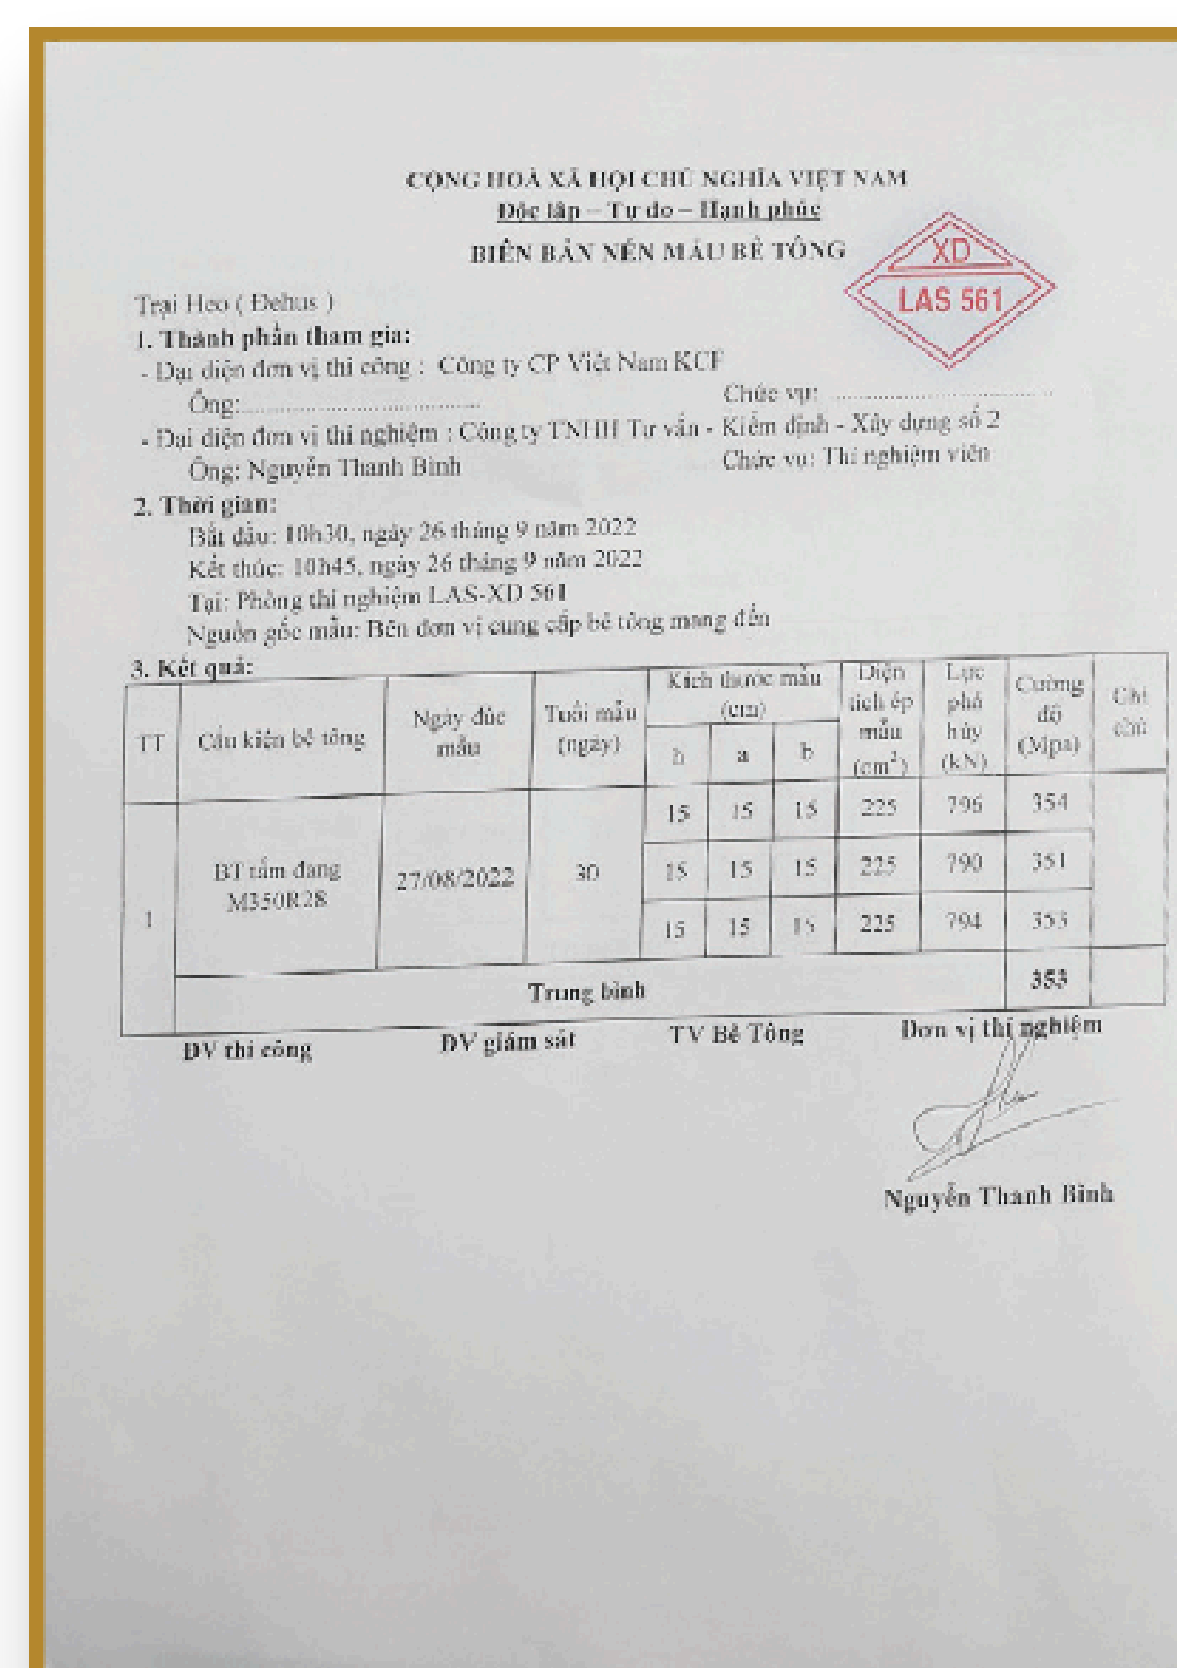 CỘNG HOÀ XÃ HỘI CHỦ NGHĨA VIỆT NAM
Độc lập – Tự do – Hạnh phúc
BIÊN BẢN NÉN MẪU BÊ TÔNG
XD
LAS 561
Trại Heo ( Dehus )
1. Thành phần tham gia:
- Đại diện đơn vị thi công : Công ty CP Việt Nam KCF
Ông:.......................................... Chức vụ: ..........................................
- Đại diện đơn vị thí nghiệm : Công ty TNHH Tư vấn - Kiểm định - Xây dựng số 2
Ông: Nguyễn Thanh Bình Chức vụ: Thí nghiệm viên
2. Thời gian:
Bắt đầu: 10h30, ngày 26 tháng 9 năm 2022
Kết thúc: 10h45, ngày 26 tháng 9 năm 2022
Tại: Phòng thí nghiệm LAS-XD 561
Nguồn gốc mẫu: Bên đơn vị cung cấp bê tông mang đến
3. Kết quả:
TT Cấu kiện bê tông Ngày đúc mẫu Tuổi mẫu (ngày) Kích thước mẫu (cm) Diện tích ép mẫu (cm²) Lực phá hủy (kN) Cường độ (Mpa) Ghi chú
h a b
15 15 15 225 796 354
1 BT tấm đang M350R28 27/08/2022 30 15 15 15 225 790 351
15 15 15 225 794 353
Trung bình 353
ĐV thi công ĐV giám sát TV Bê Tông Đơn vị thí nghiệm
Nguyễn Thanh Bình